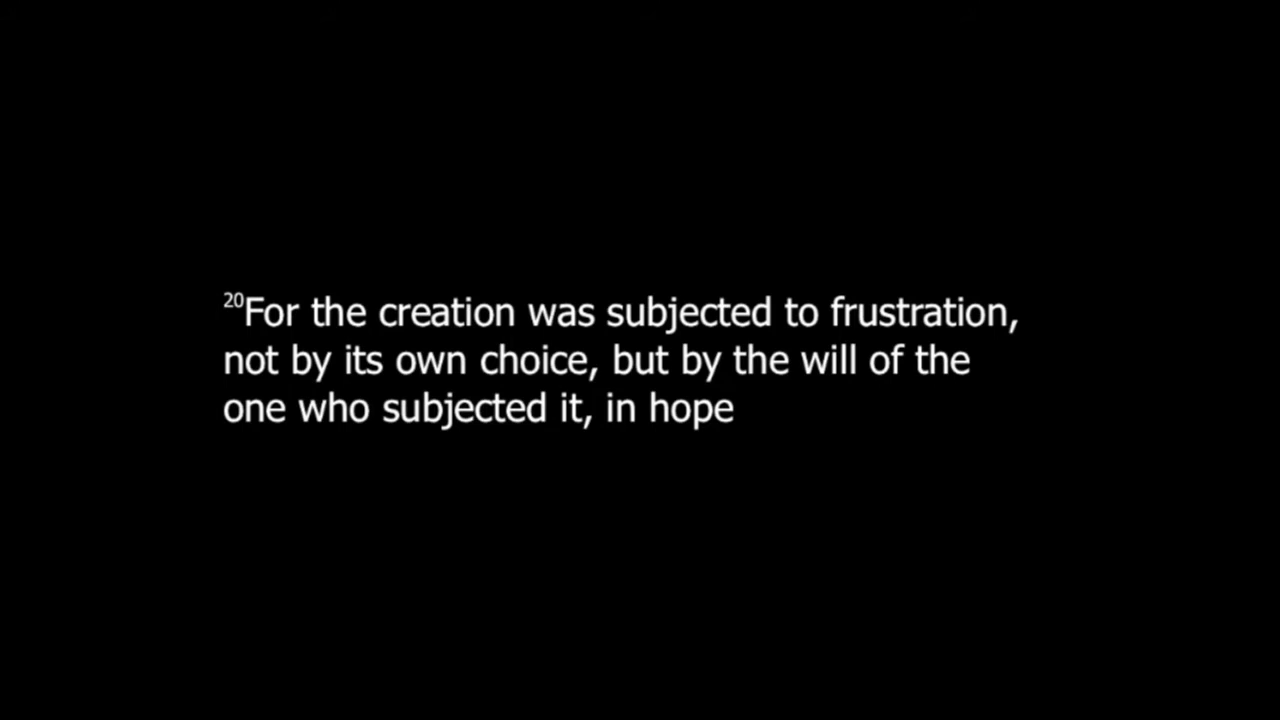 20For the creation was subjected to frustration,
not by its own choice, but by the will of the
one who subjected it, in hope